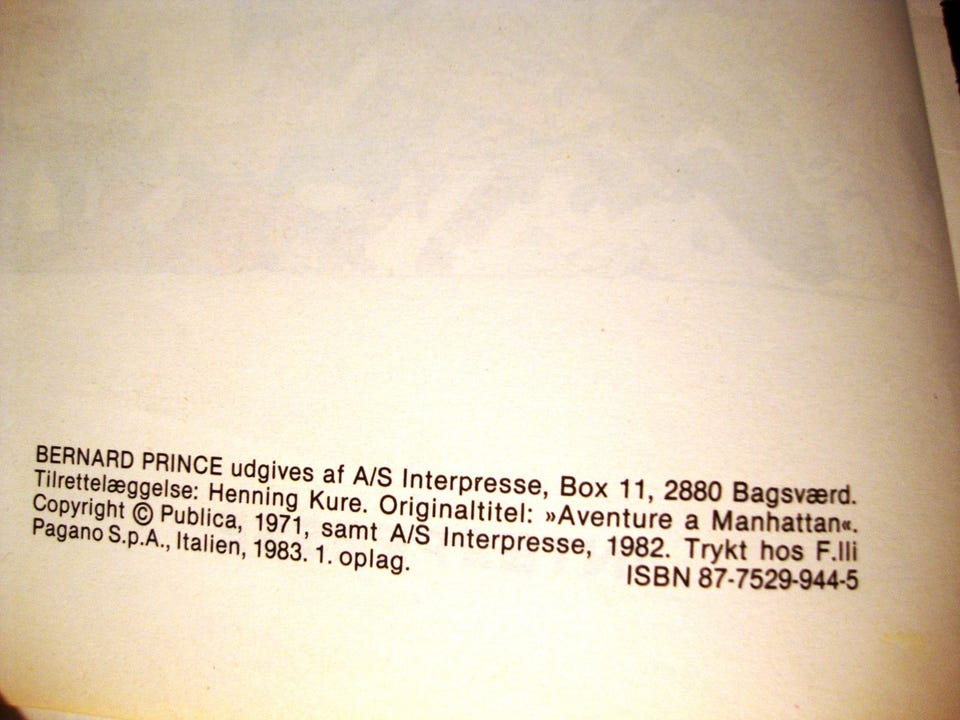 BERNARD PRINCE udgives af A/S Interpresse, Box 11, 2880 Bagsværd.
Tilrettelæggelse: Henning Kure. Originaltitel: »Aventure a Manhattan«.
Copyright © Publica, 1971, samt A/S Interpresse, 1982. Trykt hos F.lli
Pagano S.p.A., Italien, 1983. 1. oplag. ISBN 87-7529-944-5